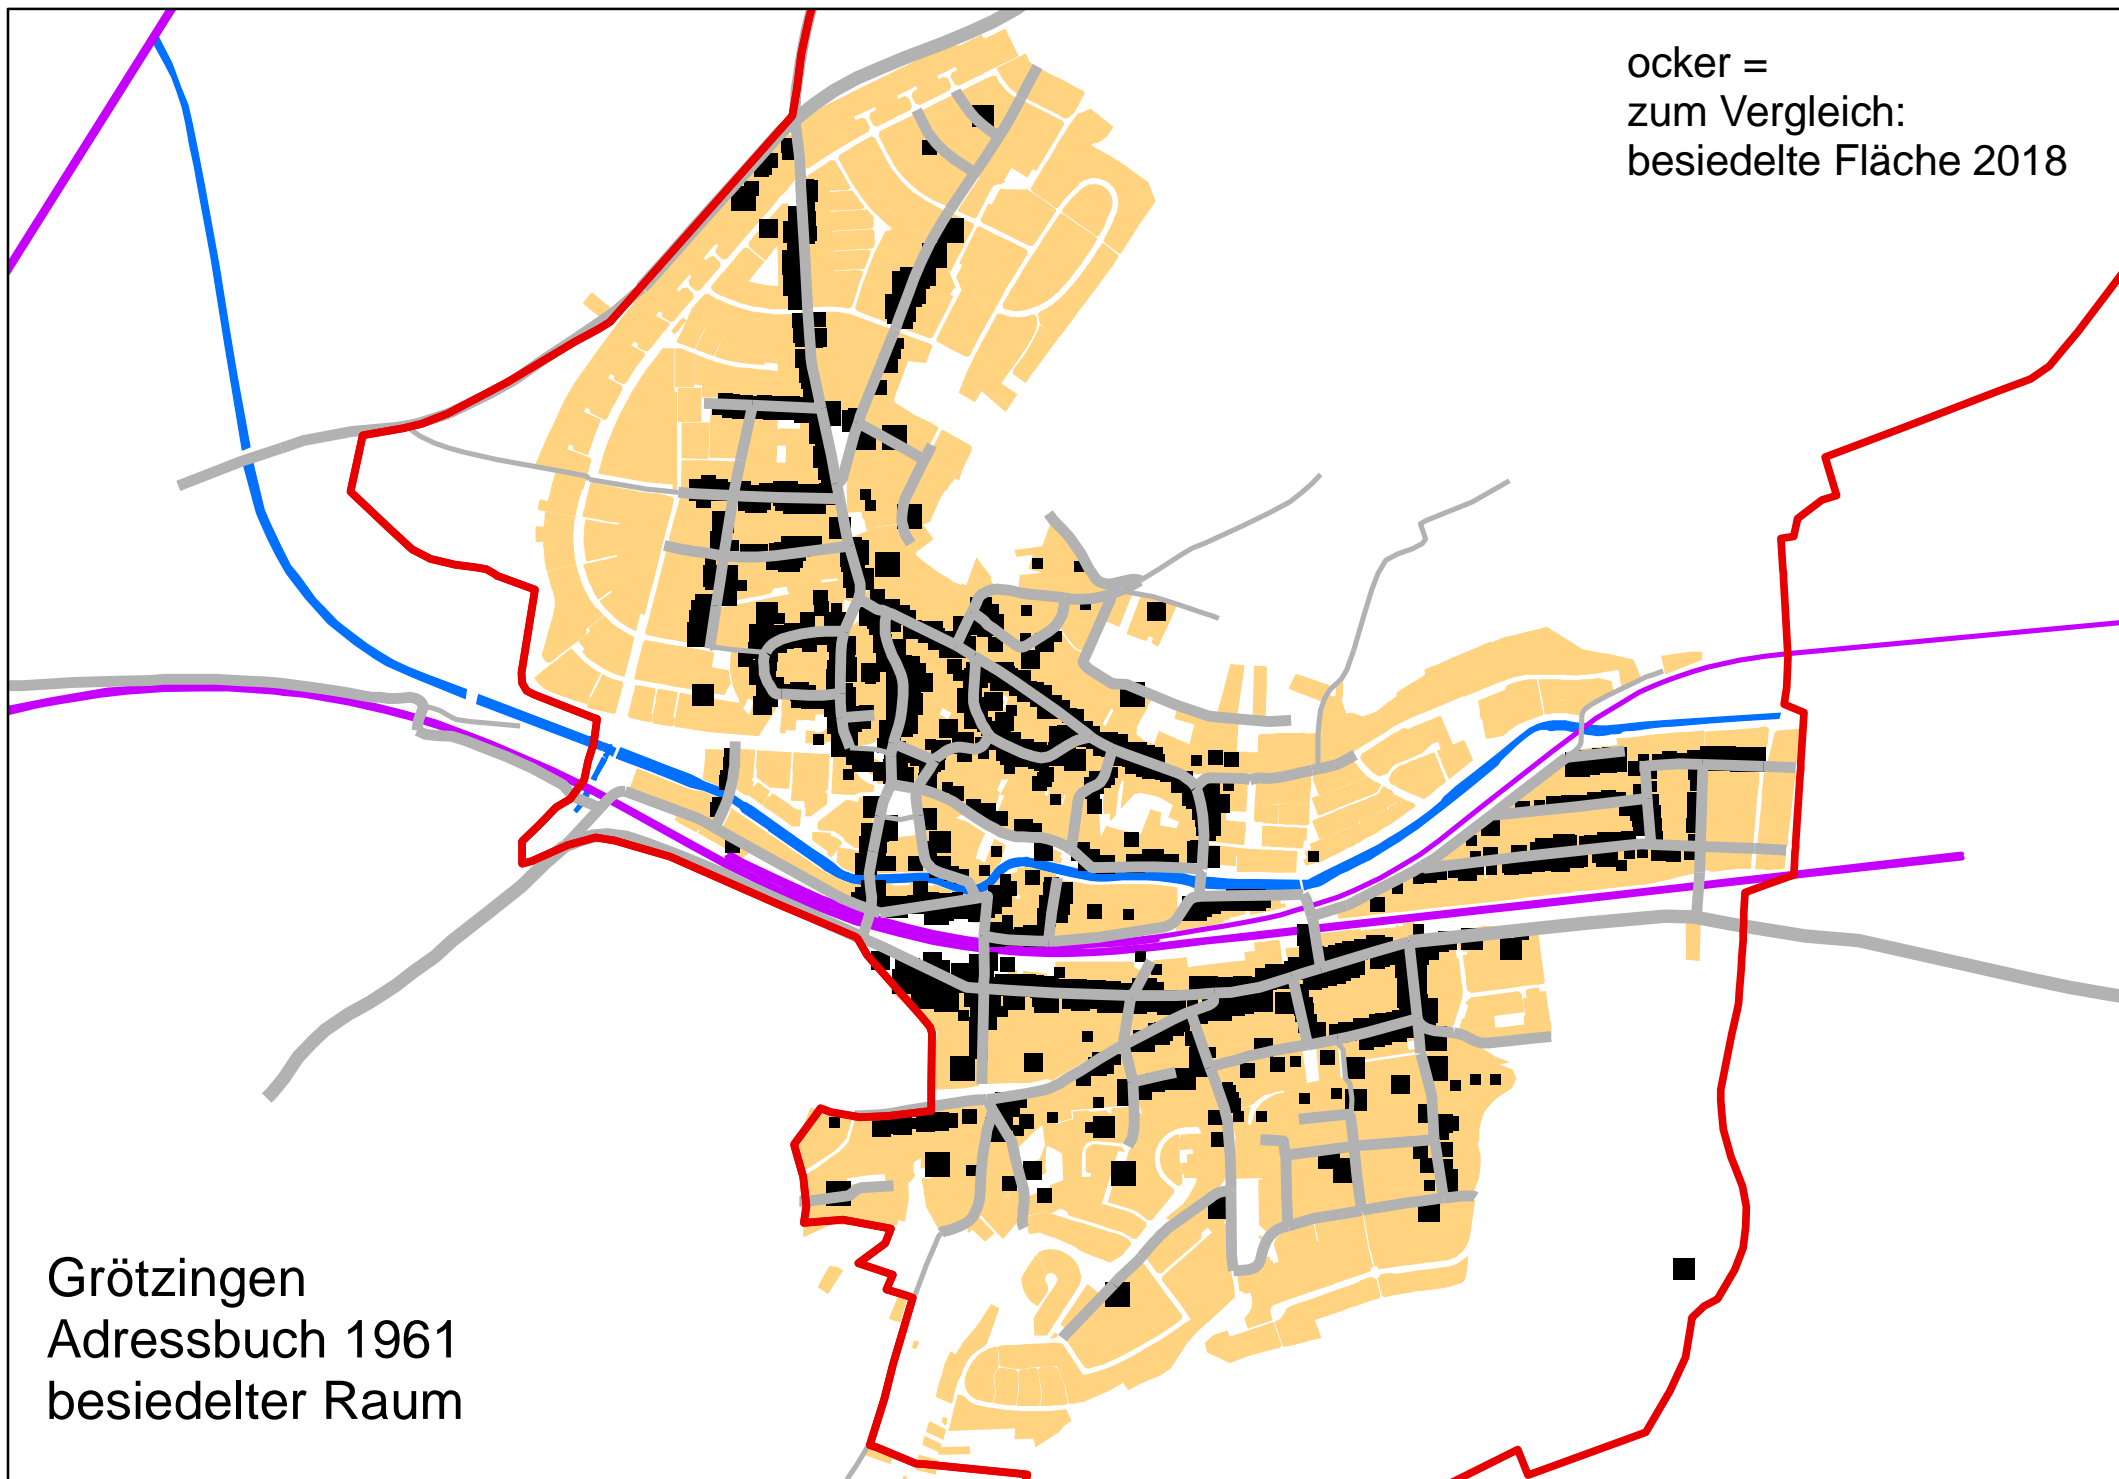 ocker =
zum Vergleich:
besiedelte Fläche 2018
Grötzingen
Adressbuch 1961
besiedelter Raum